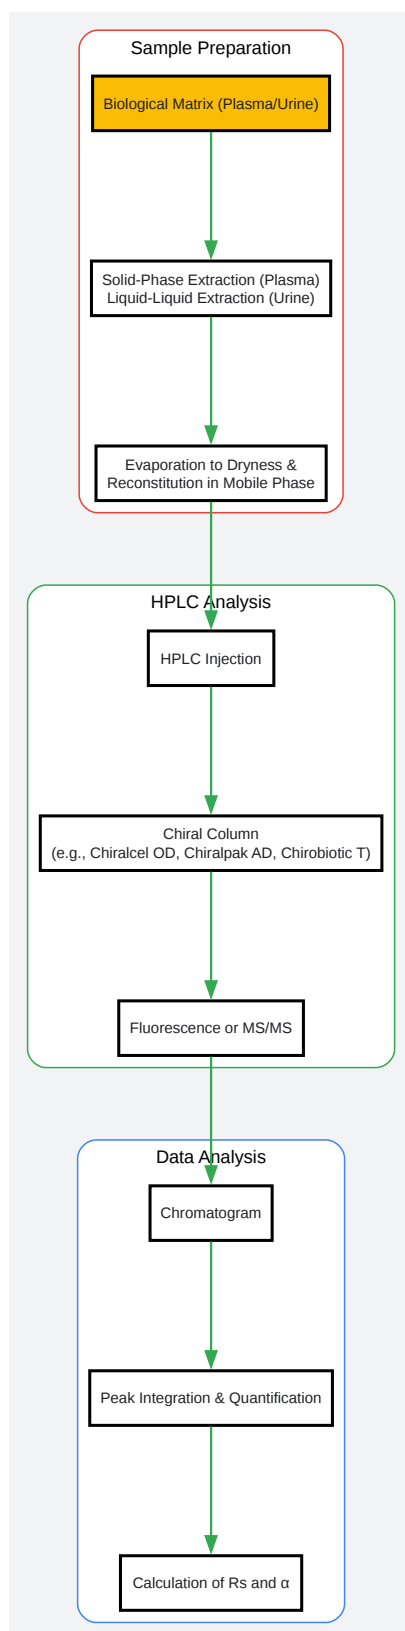 Sample Preparation
Biological Matrix (Plasma/Urine)
Solid-Phase Extraction (Plasma)
Liquid-Liquid Extraction (Urine)
Evaporation to Dryness &
Reconstitution in Mobile Phase
HPLC Analysis
HPLC Injection
Chiral Column
(e.g., Chiralcel OD, Chiralpak AD, Chirobiotic T)
Fluorescence or MS/MS
Data Analysis
Chromatogram
Peak Integration & Quantification
Calculation of Rs and α